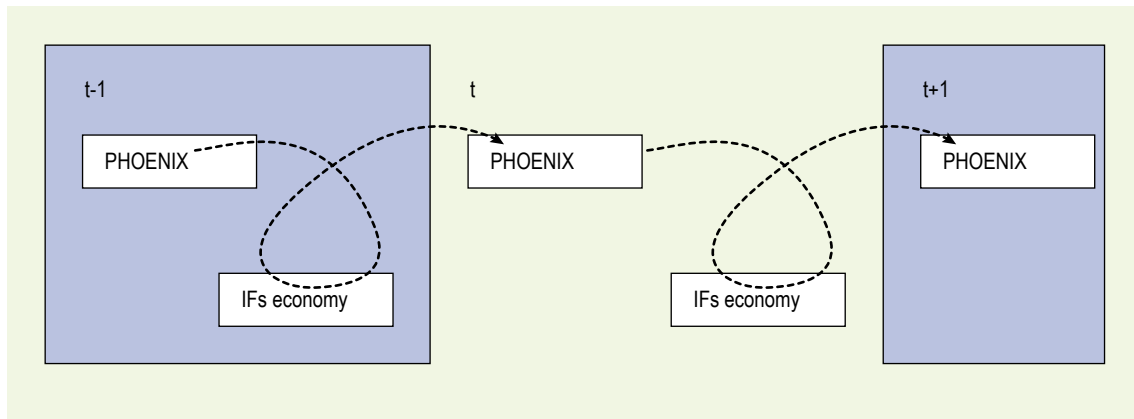 t-1
t
t+1
PHOENIX
PHOENIX
PHOENIX
IFs economy
IFs economy